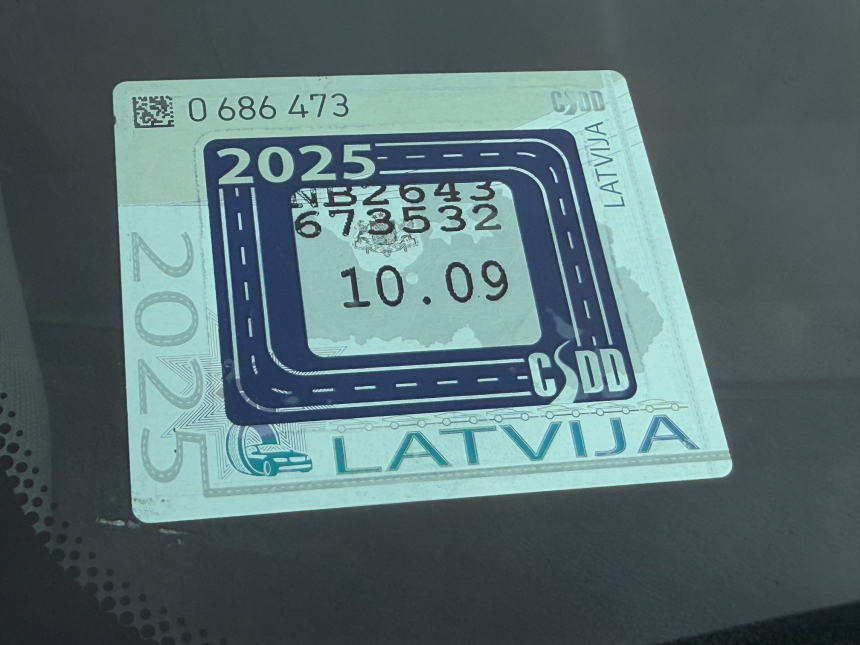 0 686 473
CSDD
LATVIJA
2025
NB2643
673532
10.09
2025
CSDD
LATVIJA